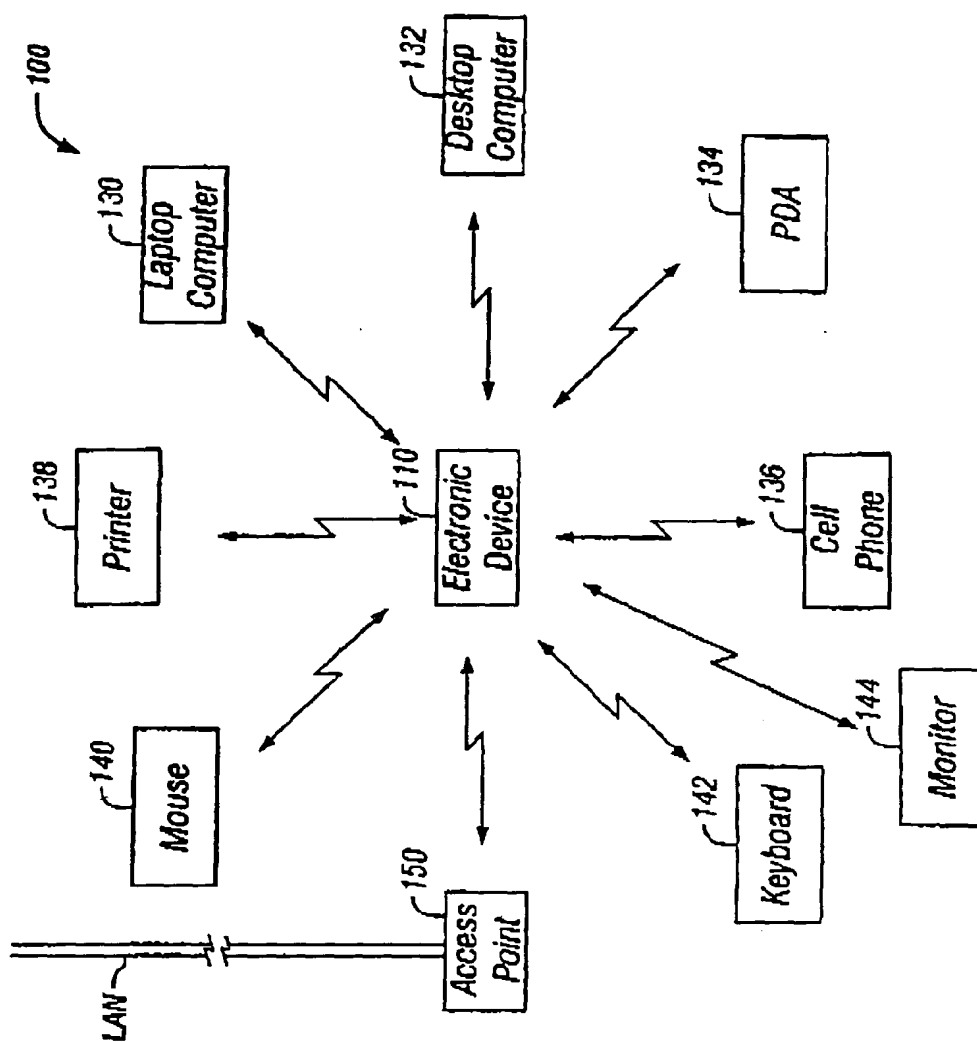 100
130
Laptop
Computer
132
Desktop
Computer
134
PDA
138
Printer
110
Electronic
Device
136
Cell
Phone
140
Mouse
142
Keyboard
144
Monitor
150
Access
Point
LAN